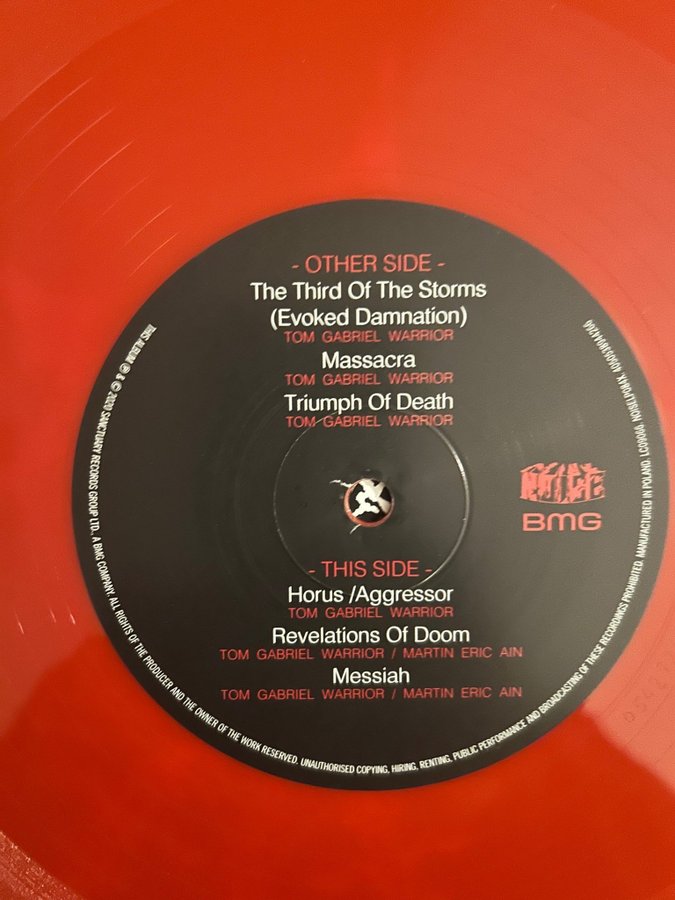 - OTHER SIDE -
The Third Of The Storms
(Evoked Damnation)
TOM GABRIEL WARRIOR
Massacra
TOM GABRIEL WARRIOR
Triumph Of Death
TOM GABRIEL WARRIOR
NOISE
BMG
- THIS SIDE -
Horus /Aggressor
TOM GABRIEL WARRIOR
Revelations Of Doom
TOM GABRIEL WARRIOR / MARTIN ERIC AIN
Messiah
TOM GABRIEL WARRIOR / MARTIN ERIC AIN
THIS ALBUM ℗ & © 2020 SANCTUARY RECORDS GROUP LTD., A BMG COMPANY. ALL RIGHTS OF THE PRODUCER AND THE OWNER OF THE WORK RESERVED. UNAUTHORISED COPYING, HIRING, RENTING, PUBLIC PERFORMANCE AND BROADCASTING OF THESE RECORDINGS PROHIBITED. MANUFACTURED IN POLAND. LC09066.